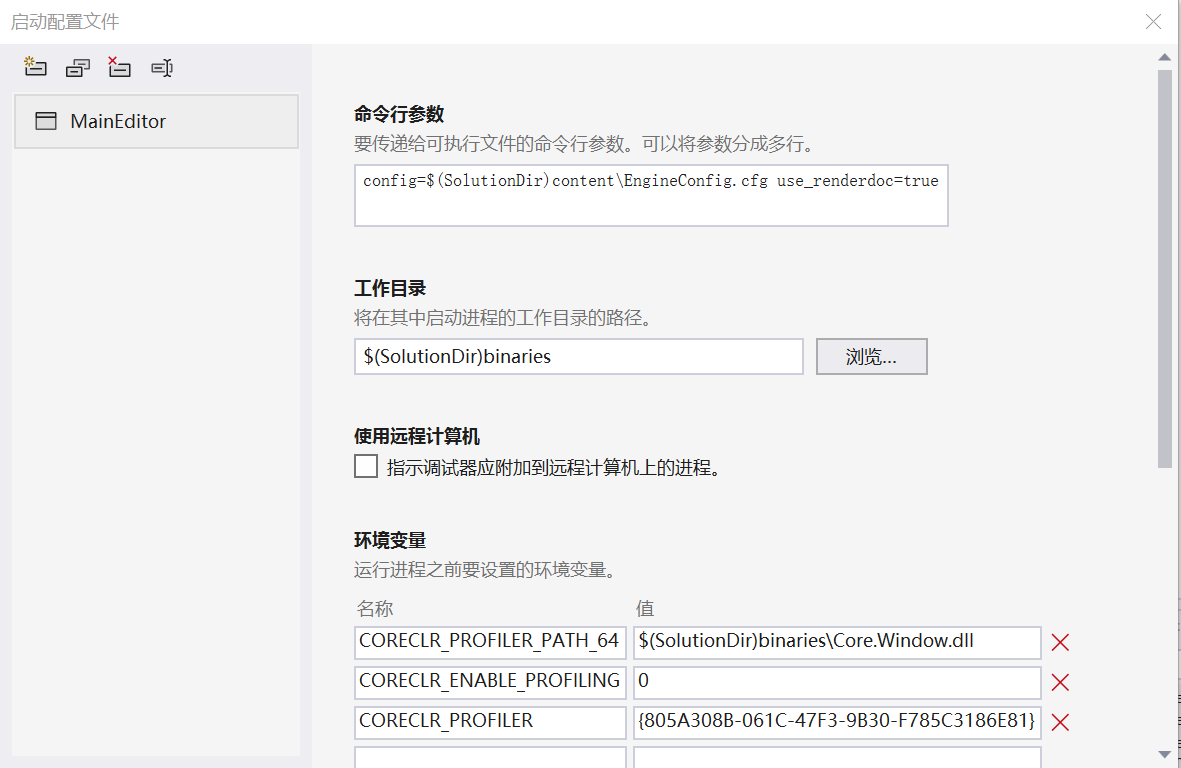 启动配置文件
MainEditor
命令行参数
要传递给可执行文件的命令行参数。可以将参数分成多行。
config=$(SolutionDir)content\EngineConfig.cfg use_renderdoc=true
工作目录
将在其中启动进程的工作目录的路径。
$(SolutionDir)binaries
浏览...
使用远程计算机
指示调试器应附加到远程计算机上的进程。
环境变量
运行进程之前要设置的环境变量。
名称 值
CORECLR_PROFILER_PATH_64 $(SolutionDir)binaries\Core.Window.dll
CORECLR_ENABLE_PROFILING 0
CORECLR_PROFILER {805A308B-061C-47F3-9B30-F785C3186E81}